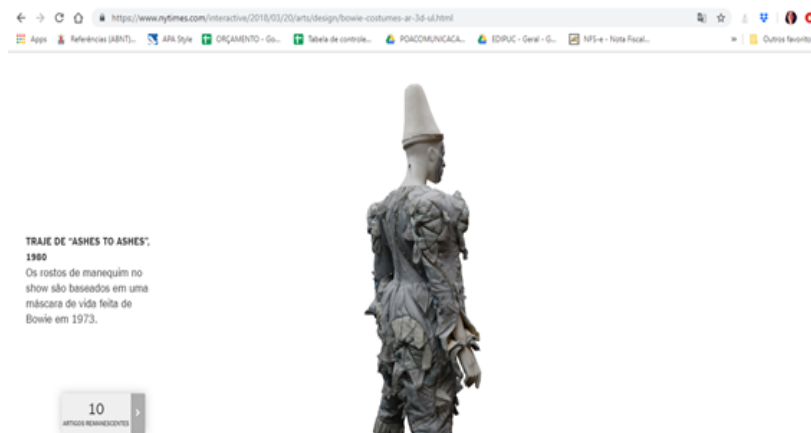 https://www.nytimes.com/interactive/2018/03/20/arts/design/bowie-costumes-ar-3d-ul.html
Apps Referências (ABNT)... APA Style ORÇAMENTO - Go... Tabela de controle... POACOMUNICACA... EDIPUC - Geral - G... NFS-e - Nota Fiscal... » Outros favoritos
TRAJE DE "ASHES TO ASHES",
1980
Os rostos de manequim no
show são baseados em uma
máscara de vida feita de
Bowie em 1973.
10
ARTIGOS REMANESCENTES